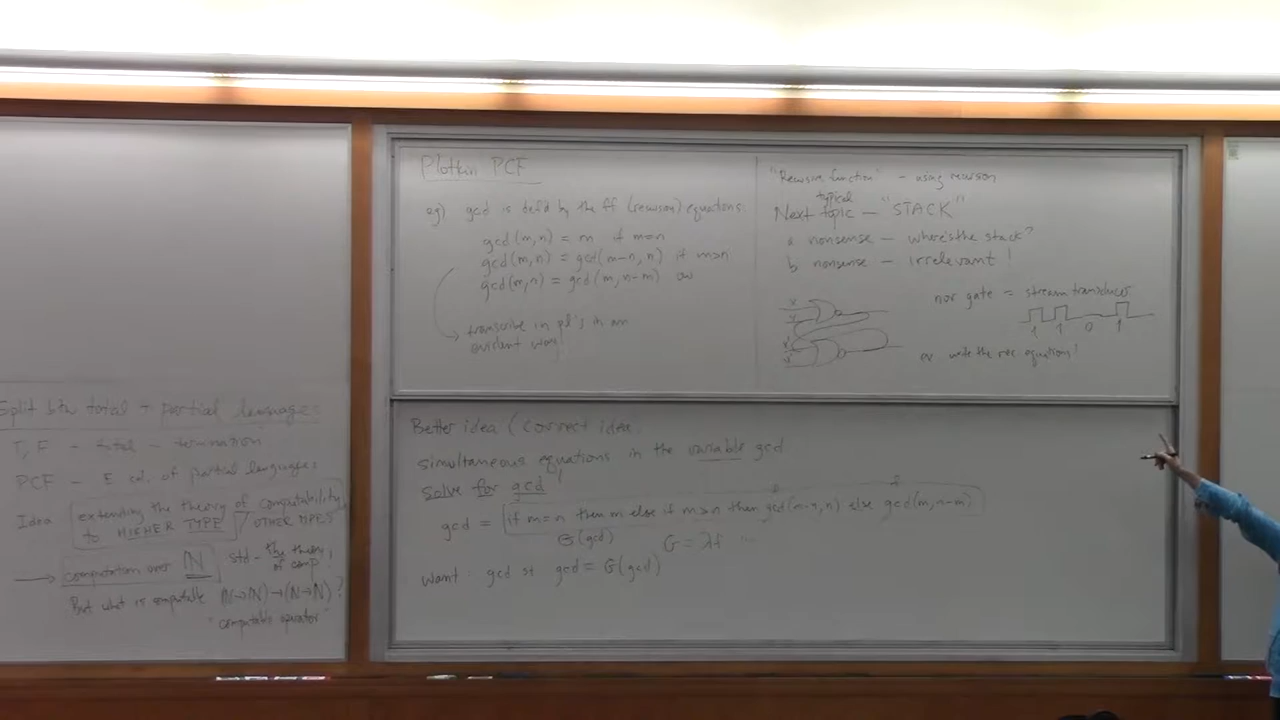 Split btw total + partial languages
T, F - total - termination
PCF - E cal. of partial languages
Idea extending the theory of computability
to HIGHER TYPE / OTHER TYPES
→ computation over ℕ std - the theory of comp
But what is computable (N→N)→(N→N)?
"computable operator"
Plotkin PCF
eg) gcd is def'd by the ff (recursion) equations:
gcd(m,n) = m if m=n
gcd(m,n) = gcd(m-n,n) if m>n
gcd(m,n) = gcd(m,n-m) ow
→ transcribe in pl's in an
evident way!
"Recursive function" - using recursion
typical
Next topic - "STACK"
a nonsense - where's the stack?
b nonsense - irrelevant!
nor gate = stream transducer
1 1 0 1
write the rec equations!
Better idea (correct idea
simultaneous equations in the variable gcd
solve for gcd
gcd = if m=n then m else if m>n then gcd(m-n,n) else gcd(m,n-m)
G(gcd) G = λf ...
want : gcd st gcd = G(gcd)